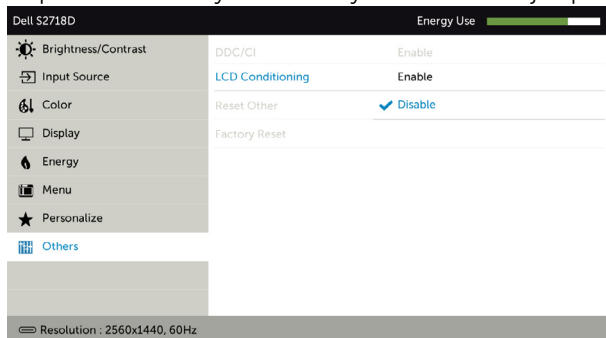 Dell S2718D Energy Use
Brightness/Contrast DDC/CI Enable
Input Source LCD Conditioning Enable
Color Reset Other Disable
Display Factory Reset
Energy
Menu
Personalize
Others
Resolution : 2560x1440, 60Hz